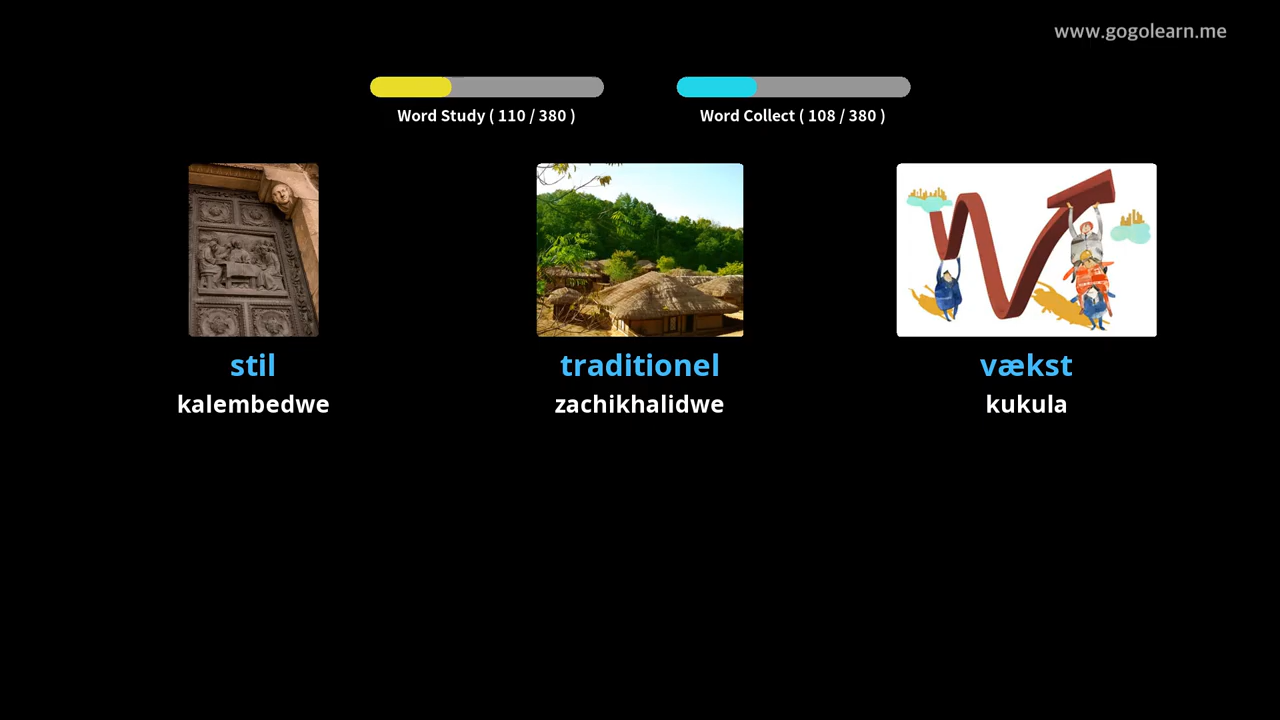 www.gogolearn.me
Word Study ( 110 / 380 )
Word Collect ( 108 / 380 )
stil
kalembedwe
traditionel
zachikhalidwe
vækst
kukula